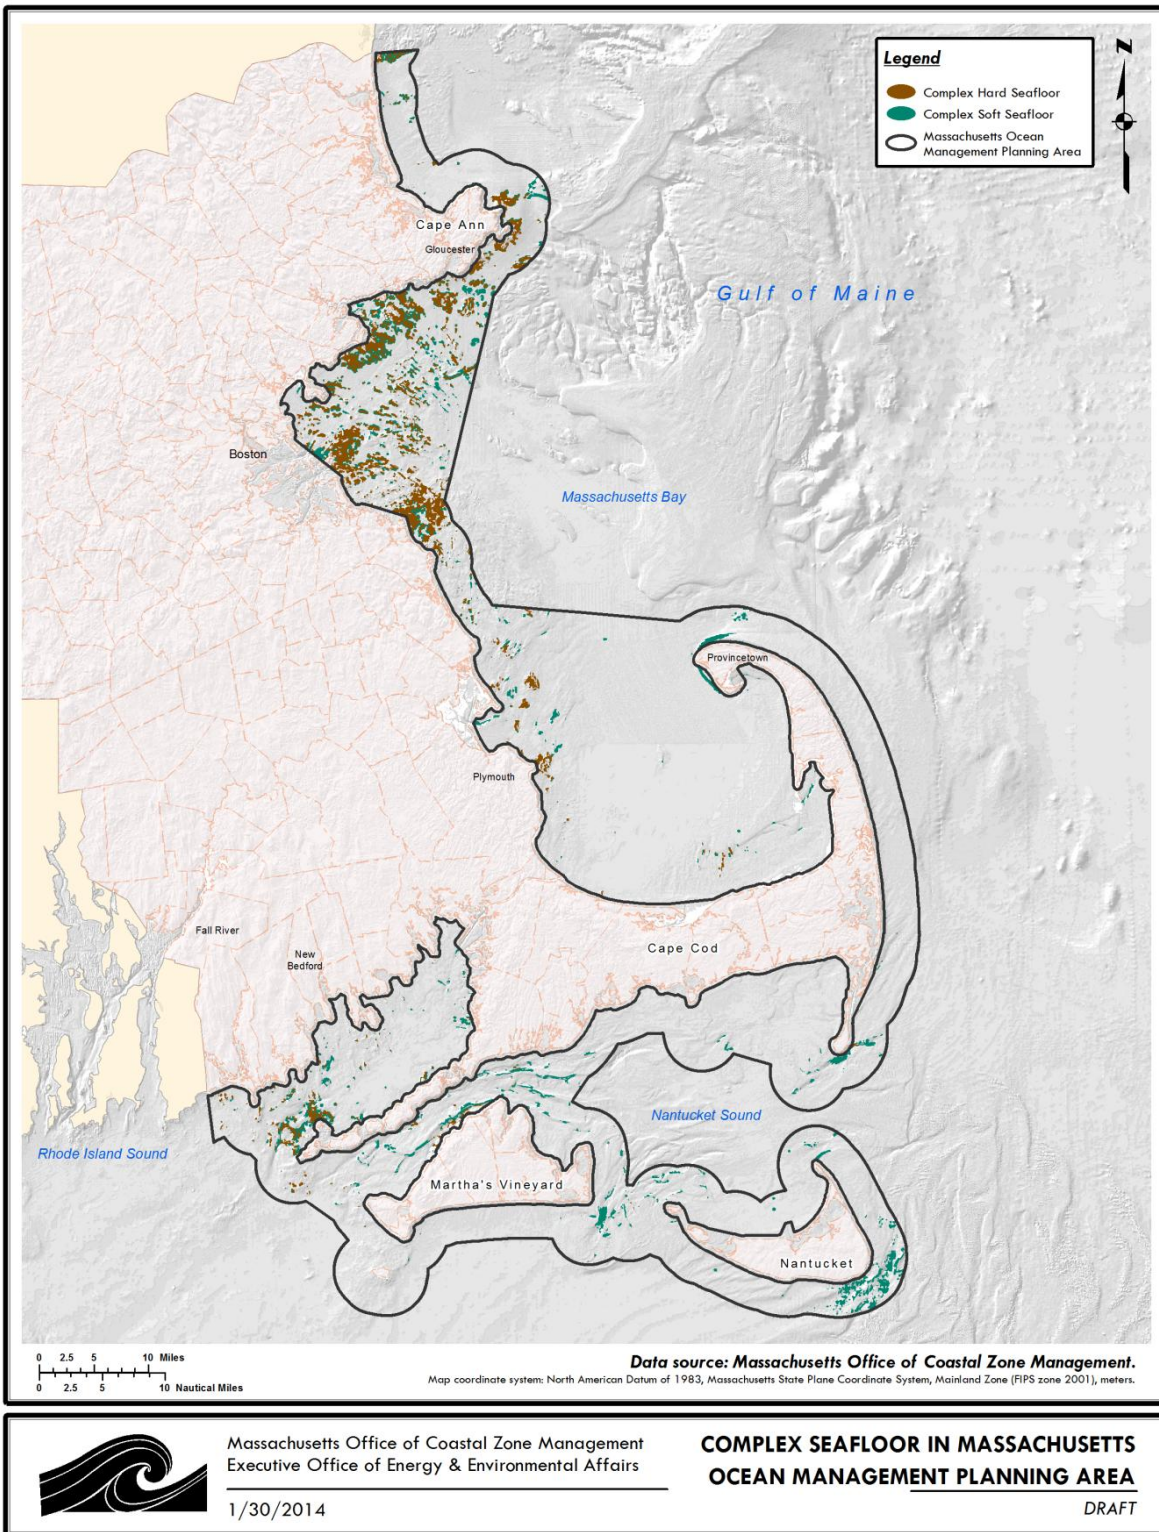 Legend
Complex Hard Seafloor
Complex Soft Seafloor
Massachusetts Ocean
Management Planning Area
N
Cape Ann
Gloucester
Gulf of Maine
Boston
Massachusetts Bay
Provincetown
Plymouth
Fall River
New
Bedford
Cape Cod
Nantucket Sound
Rhode Island Sound
Martha's Vineyard
Nantucket
0 2.5 5 10 Miles
0 2.5 5 10 Nautical Miles
Data source: Massachusetts Office of Coastal Zone Management.
Map coordinate system: North American Datum of 1983, Massachusetts State Plane Coordinate System, Mainland Zone (FIPS zone 2001), meters.
Massachusetts Office of Coastal Zone Management
Executive Office of Energy & Environmental Affairs
1/30/2014
COMPLEX SEAFLOOR IN MASSACHUSETTS
OCEAN MANAGEMENT PLANNING AREA
DRAFT